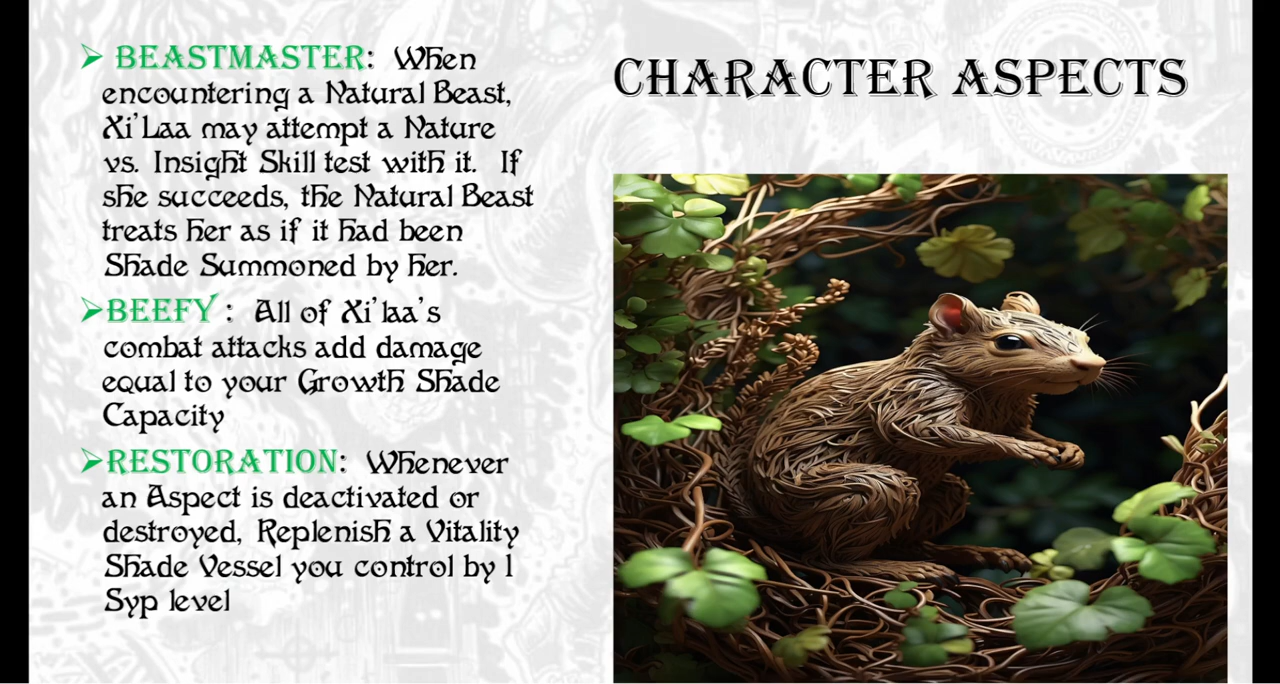 BEASTMASTER: When
encountering a Natural Beast,
Xi'Laa may attempt a Nature
vs. Insight Skill test with it. If
she succeeds, the Natural Beast
treats her as if it had been
Shade Summoned by her.
BEEFY : All of Xi'laa's
combat attacks add damage
equal to your Growth Shade
Capacity
RESTORATION: Whenever
an Aspect is deactivated or
destroyed, Replenish a Vitality
Shade Vessel you control by 1
Syp level
CHARACTER ASPECTS